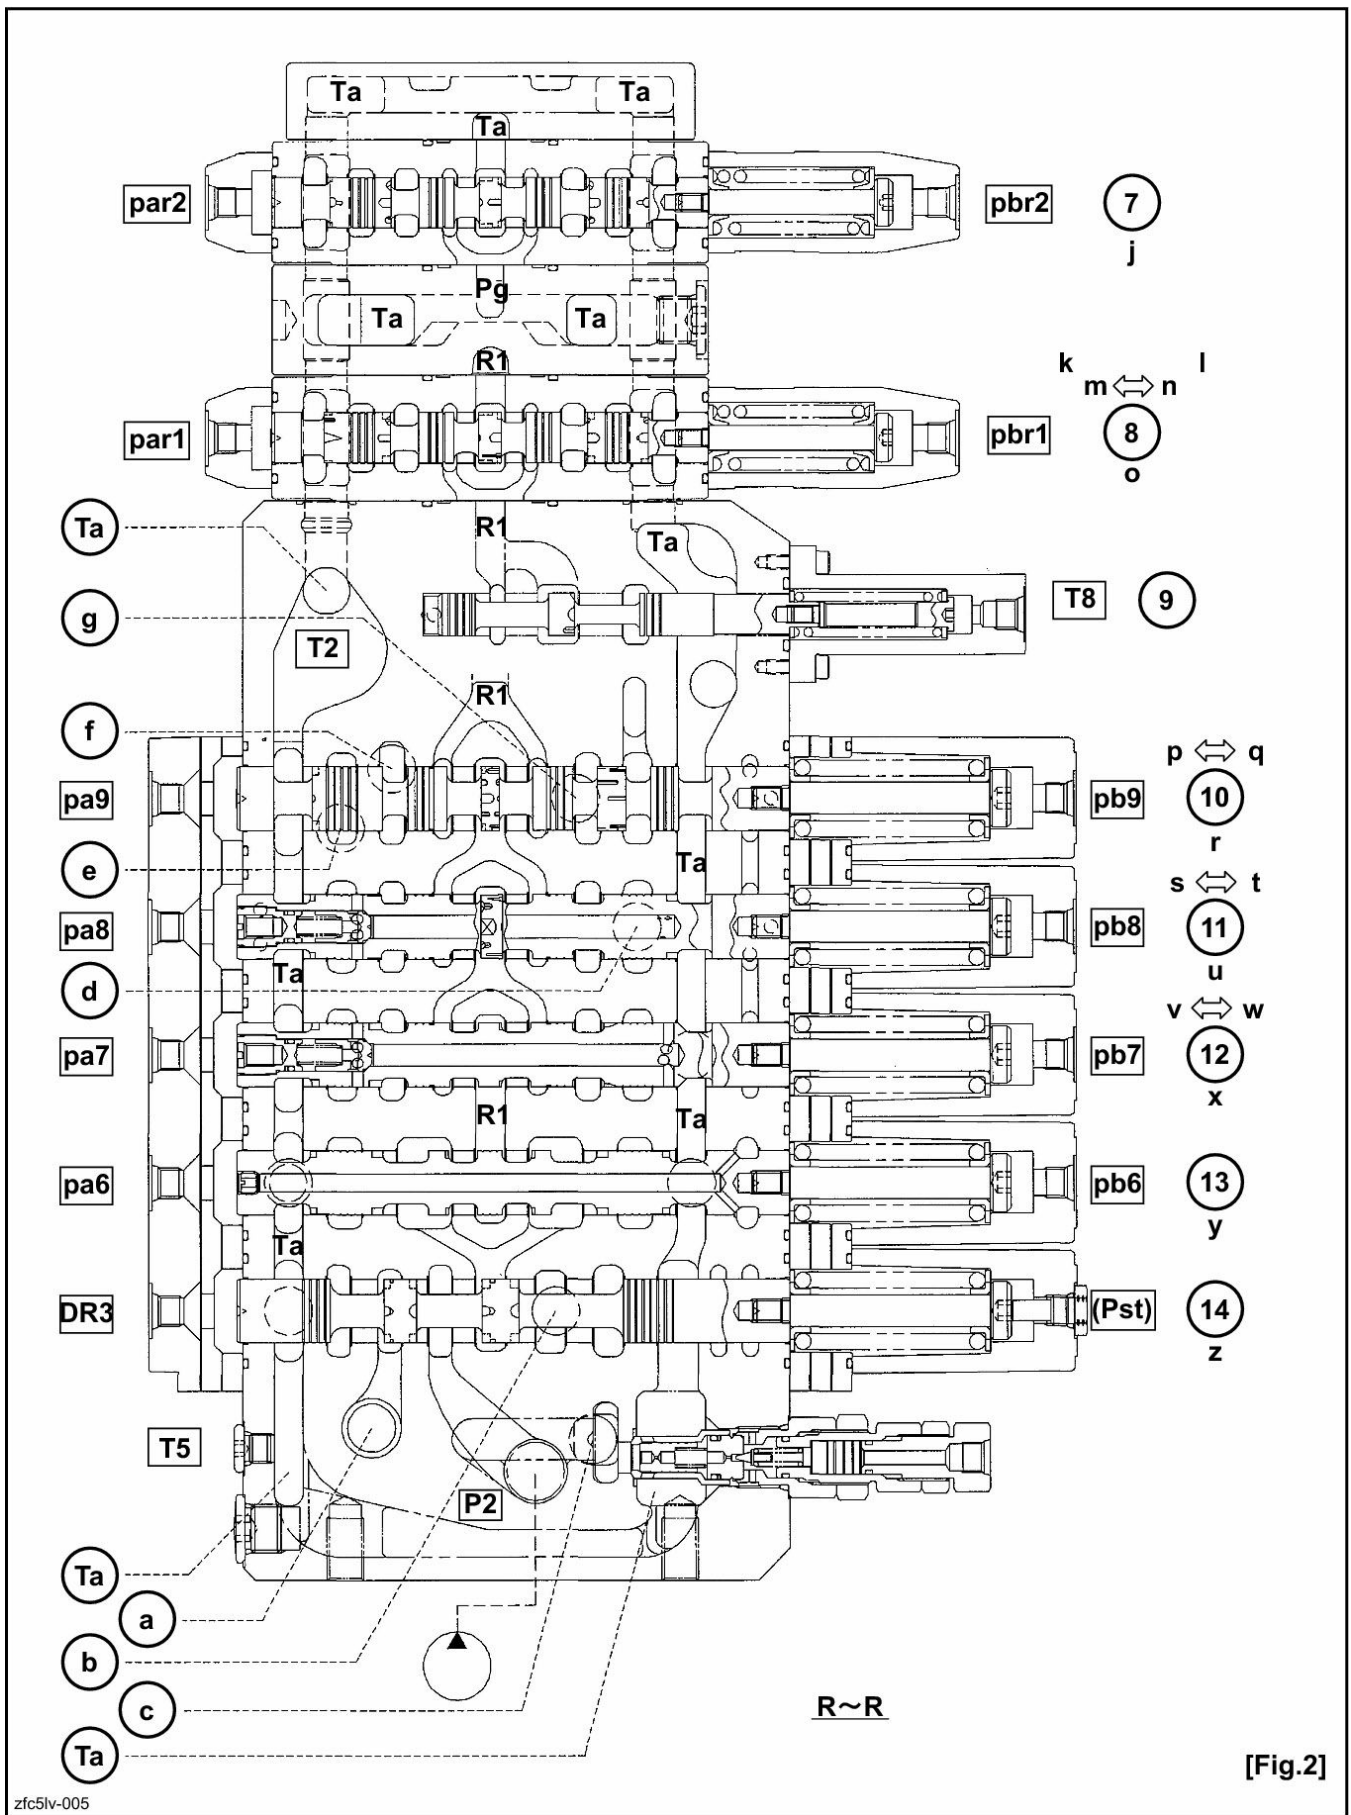 Ta Ta
Ta
par2 pbr2 7
j
Pg
Ta Ta
R1
k l
m ⇔ n
par1 pbr1 8
o
Ta R1 Ta
T8 9
g
T2
R1
f
p ⇔ q
pa9 pb9 10
r
e Ta
s ⇔ t
pa8 pb8 11
u
Ta
d
v ⇔ w
pa7 pb7 12
x
R1 Ta
pa6 pb6 13
y
Ta
DR3 (Pst) 14
z
T5
P2
Ta
a
b
c
R~R
Ta
[Fig.2]
zfc5lv-005